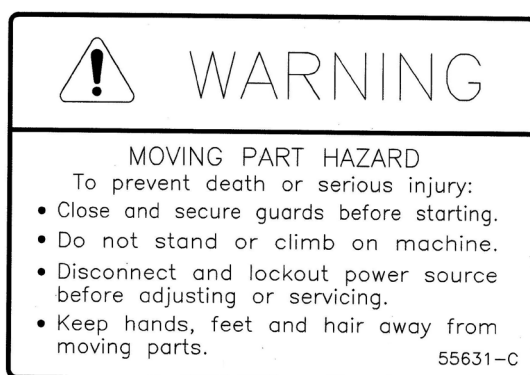 WARNING
MOVING PART HAZARD
To prevent death or serious injury:
• Close and secure guards before starting.
• Do not stand or climb on machine.
• Disconnect and lockout power source
before adjusting or servicing.
• Keep hands, feet and hair away from
moving parts.
55631-C